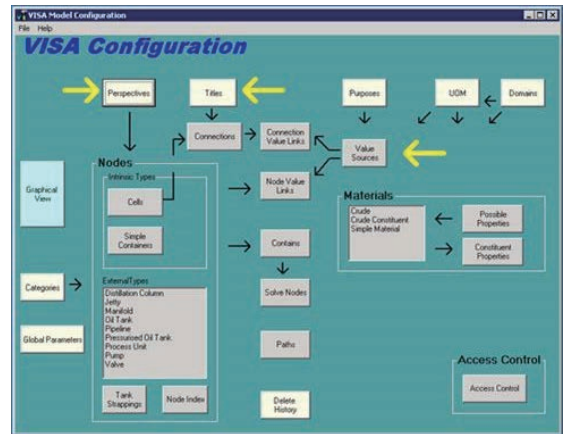 VISA Model Configuration
File Help
VISA Configuration
Perspectives
Titles
Purposes
UOM
Domains
Connections
Connection
Value Links
Value
Sources
Nodes
Intrinsic Types
Cells
Simple
Containers
Node Value
Links
Graphical
View
Materials
Crude
Crude Constituent
Simple Material
Possible
Properties
Constituent
Properties
Contains
Categories
ExternalTypes
Distillation Column
Jetty
Manifold
Oil Tank
Pipeline
Pressurised Oil Tank
Process Unit
Pump
Valve
Solve Nodes
Global Parameters
Paths
Access Control
Access Control
Tank
Strappings
Node Index
Delete
History